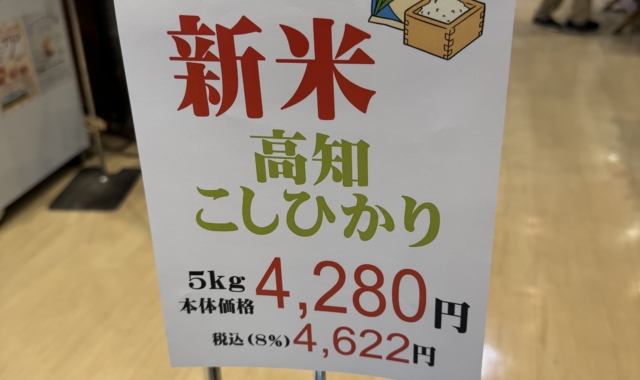 新米
高知
こしひかり
5kg
本体価格
4,280円
税込(8%)4,622円